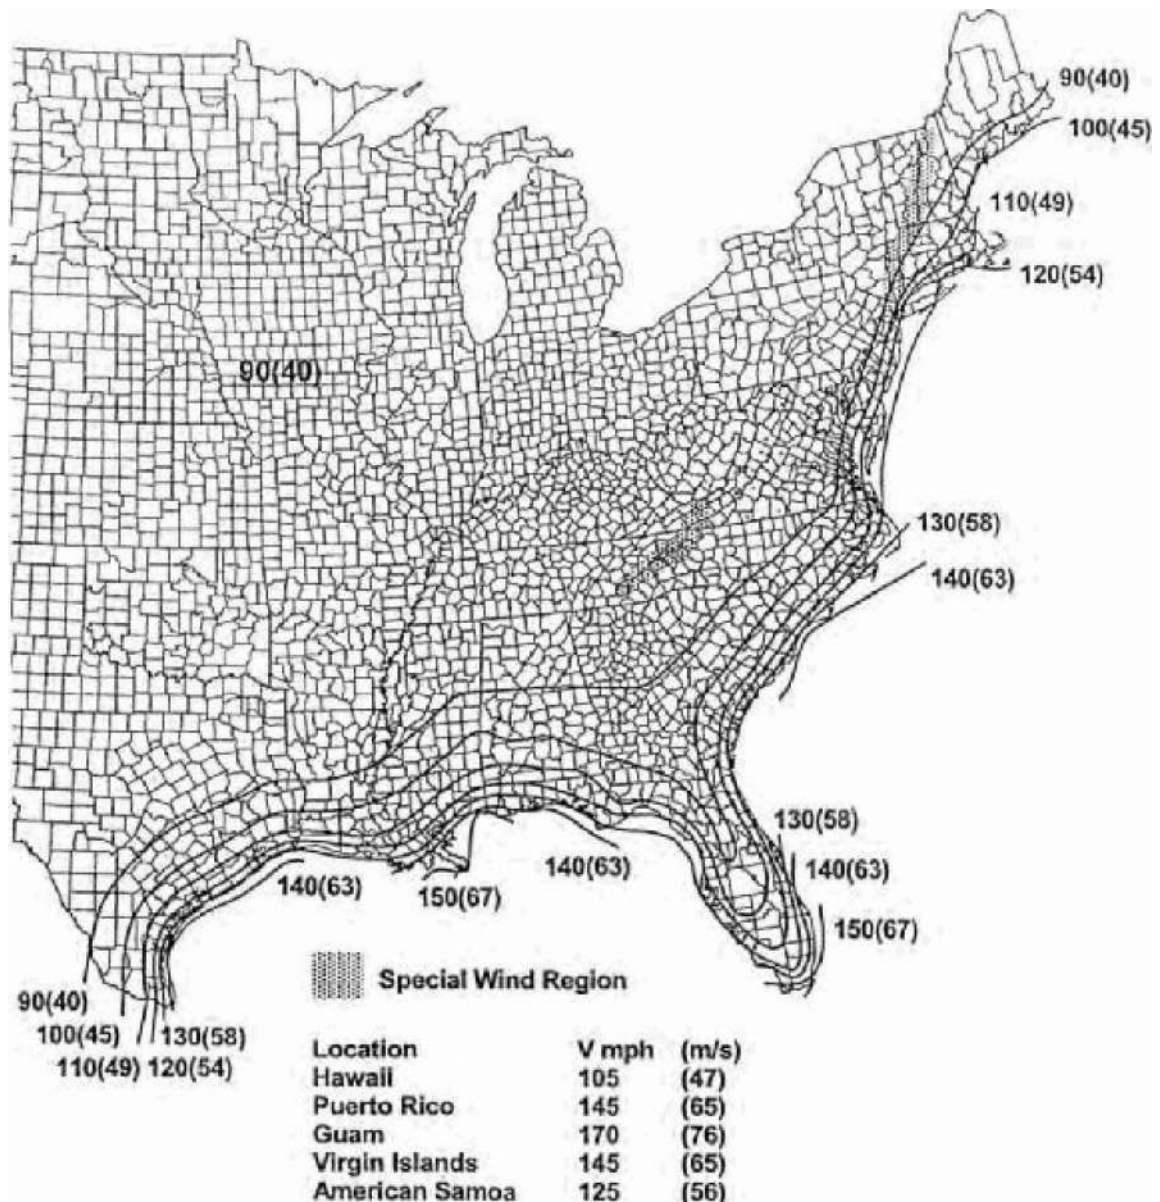 90(40)
100(45)
110(49)
120(54)
90(40)
130(58)
140(63)
130(58)
140(63)
140(63)
140(63)
150(67)
150(67)
90(40)
100(45)
130(58)
110(49)
120(54)
Special Wind Region
Location V mph (m/s)
Hawaii 105 (47)
Puerto Rico 145 (65)
Guam 170 (76)
Virgin Islands 145 (65)
American Samoa 125 (56)